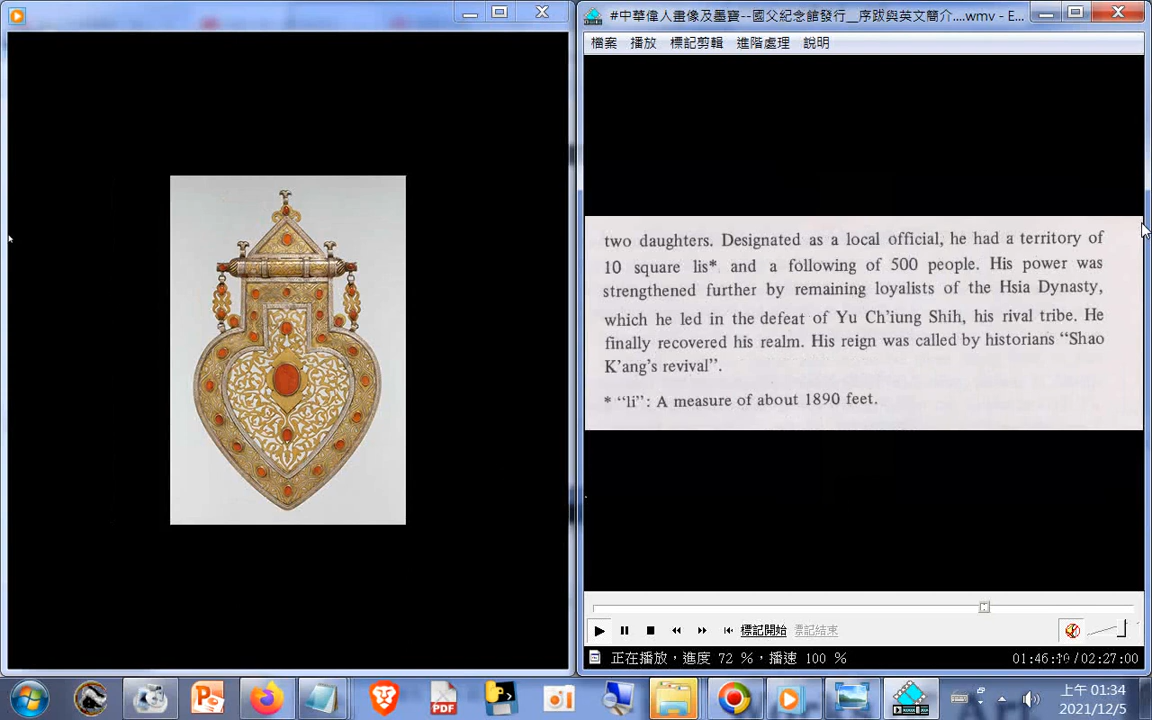 #中華偉人畫像及墨寶--國父紀念館發行__序跋與英文簡介....wmv - E...
檔案 播放 標記剪輯 進階處理 說明
two daughters. Designated as a local official, he had a territory of
10 square lis* and a following of 500 people. His power was
strengthened further by remaining loyalists of the Hsia Dynasty,
which he led in the defeat of Yu Ch'iung Shih, his rival tribe. He
finally recovered his realm. His reign was called by historians "Shao
K'ang's revival".
* "li": A measure of about 1890 feet.
標記開始 標記結束
正在播放，進度 72 %，播速 100 %
/02:27:00
PDF
上午 01:34
2021/12/5